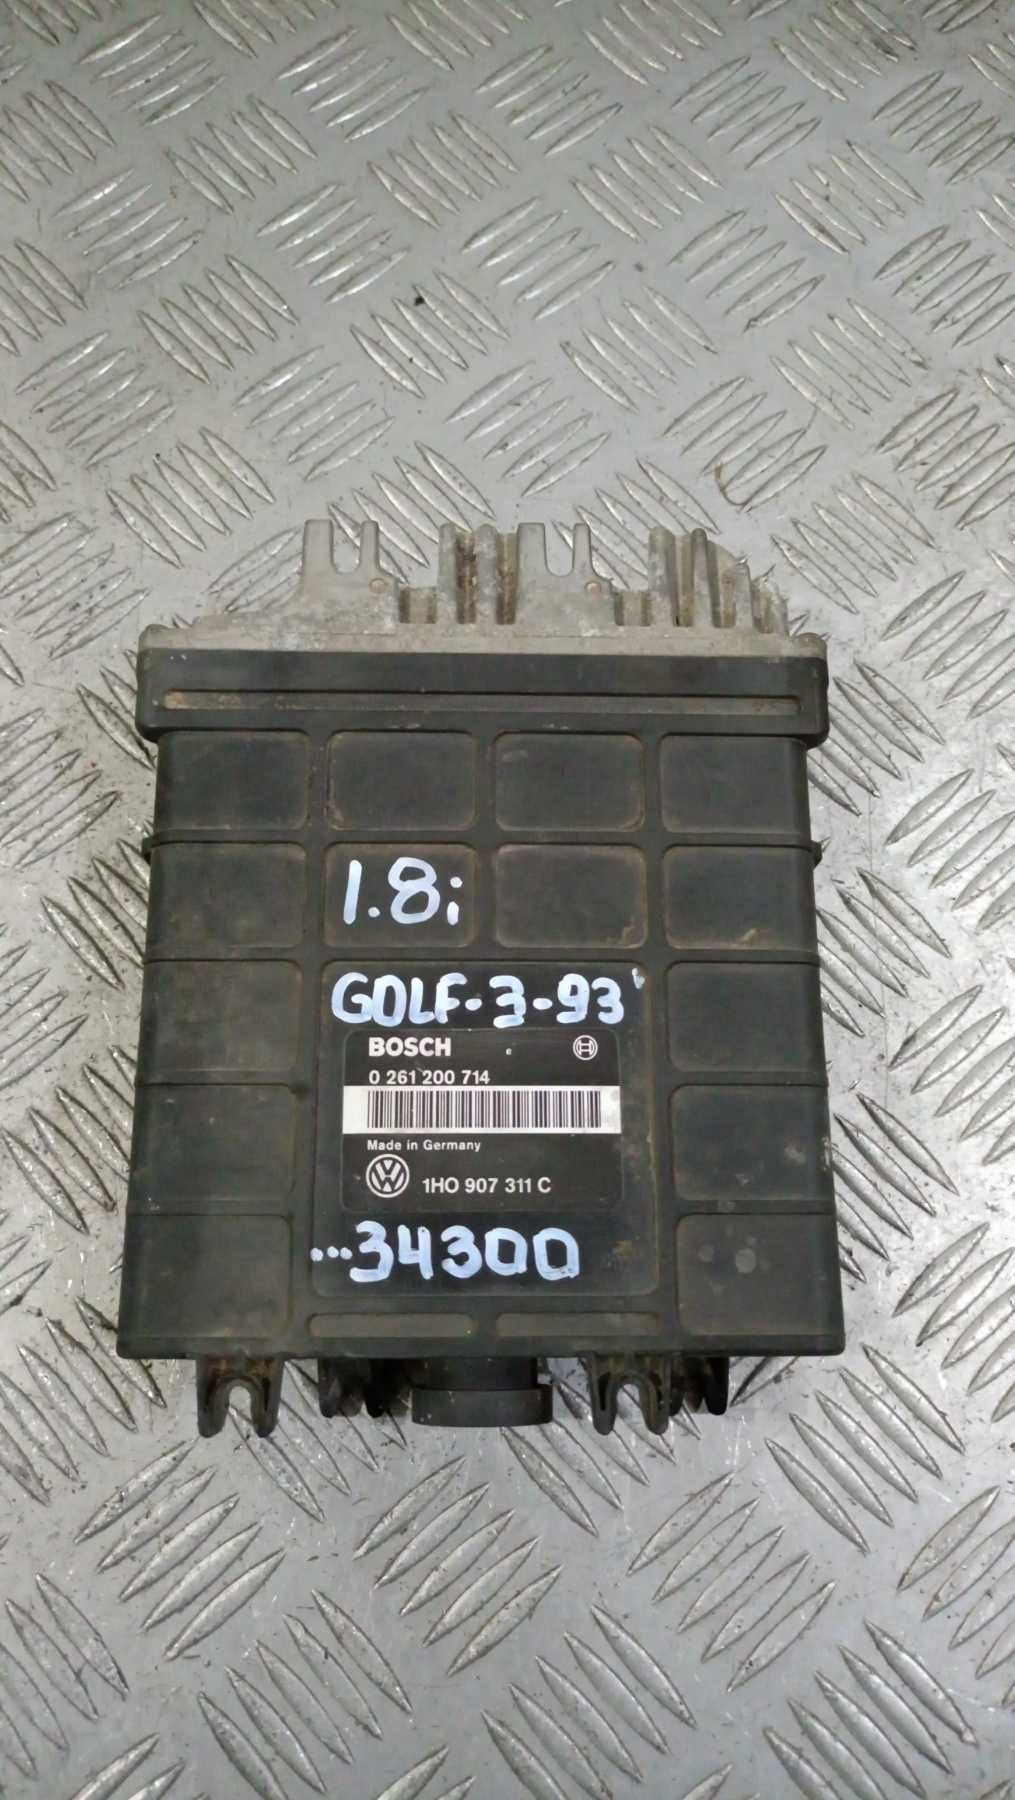 1.8i
GOLF-3-93'
BOSCH
0 261 200 714
Made in Germany
1HO 907 311 C
...34300